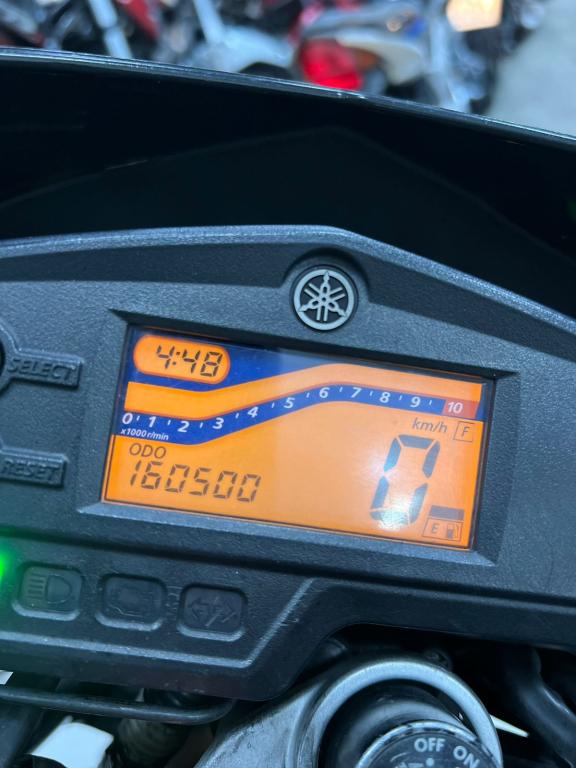 4:48
SELECT
0 1 2 3 4 5 6 7 8 9 10
x1000 r/min
km/h F
ODO
160500
0
RESET
E
OFF ON